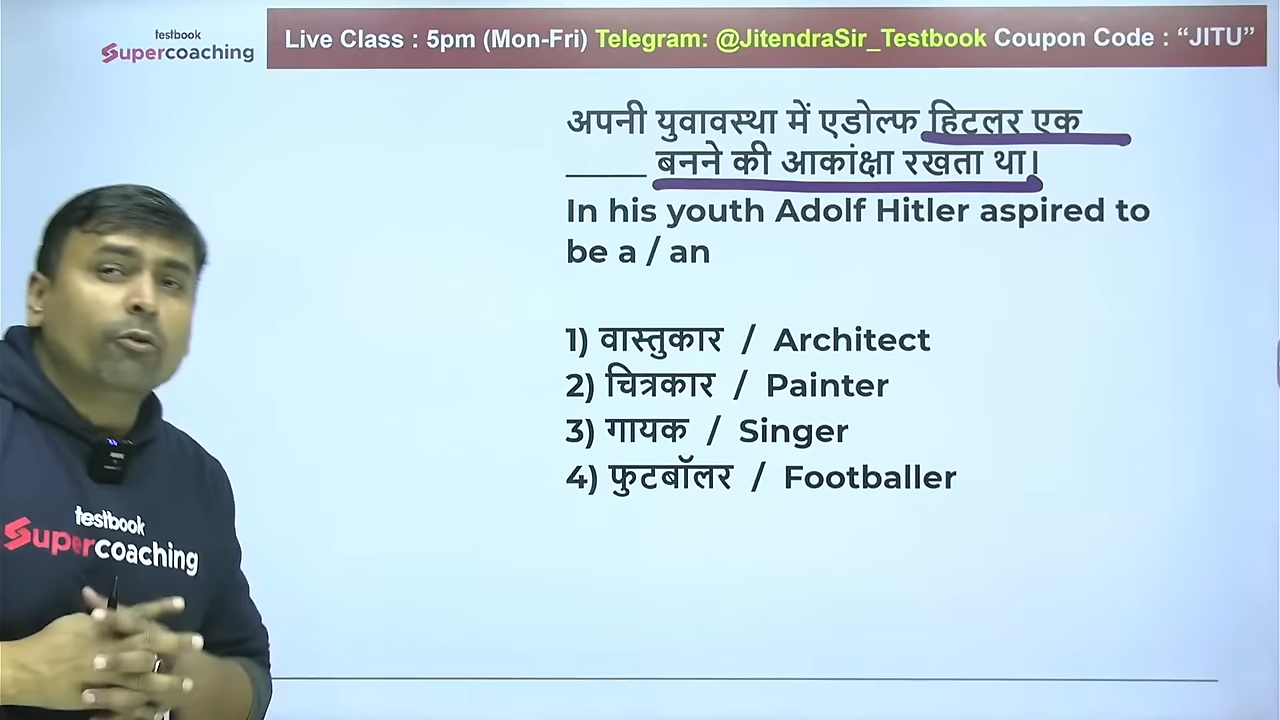 testbook
Supercoaching
Live Class : 5pm (Mon-Fri) Telegram: @JitendraSir_Testbook Coupon Code : “JITU”
अपनी युवावस्था में एडोल्फ हिटलर एक
_____ बनने की आकांक्षा रखता था।
In his youth Adolf Hitler aspired to
be a / an
1) वास्तुकार / Architect
2) चित्रकार / Painter
3) गायक / Singer
4) फुटबॉलर / Footballer
testbook
Supercoaching